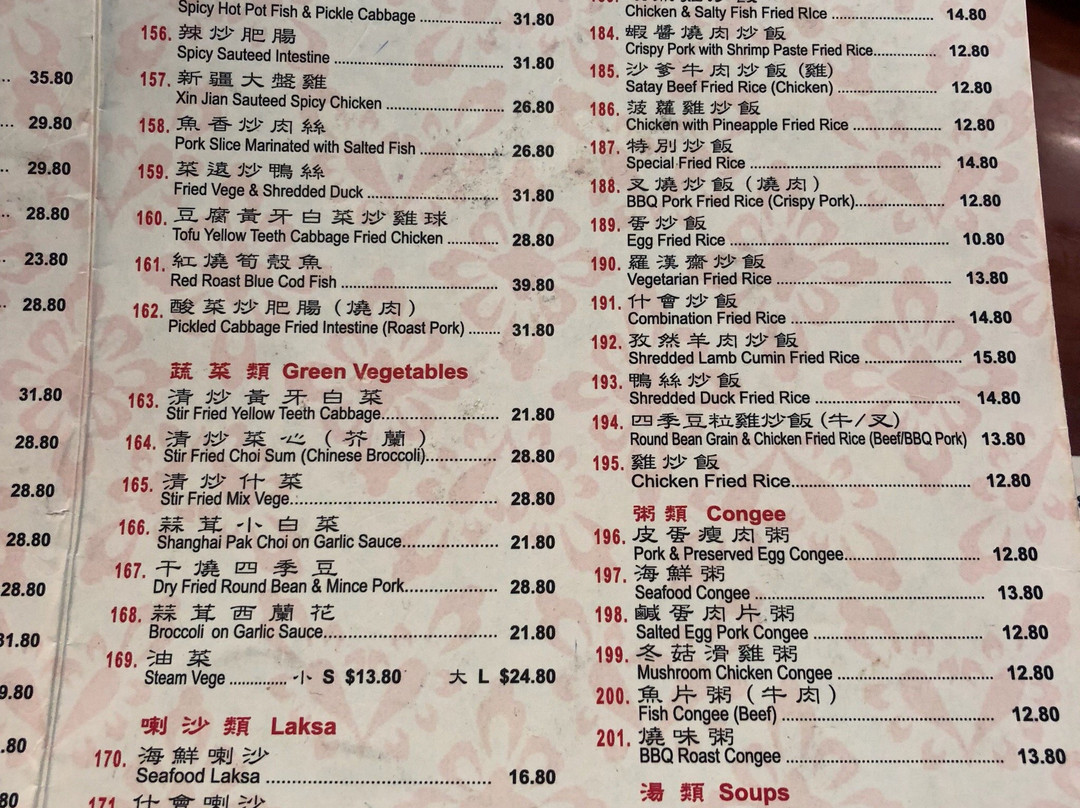 35.80
29.80
29.80
28.80
23.80
28.80
31.80
28.80
28.80
28.80
28.80
31.80
9.80
.80
80
Spicy Hot Pot Fish & Pickle Cabbage .................. 31.80
156. 辣炒肥腸
Spicy Sauteed Intestine .................................. 31.80
157. 新疆大盤雞
Xin Jian Sauteed Spicy Chicken ........................ 26.80
158. 魚香炒肉絲
Pork Slice Marinated with Salted Fish ................. 26.80
159. 菜遠炒鴨絲
Fried Vege & Shredded Duck ........................... 31.80
160. 豆腐黃牙白菜炒雞球
Tofu Yellow Teeth Cabbage Fried Chicken ........... 28.80
161. 紅燒筍殼魚
Red Roast Blue Cod Fish ................................ 39.80
162. 酸菜炒肥腸(燒肉)
Pickled Cabbage Fried Intestine (Roast Pork) ....... 31.80
蔬菜類 Green Vegetables
163. 清炒黃牙白菜
Stir Fried Yellow Teeth Cabbage........................ 21.80
164. 清炒菜心(芥蘭)
Stir Fried Choi Sum (Chinese Broccoli)............... 28.80
165. 清炒什菜
Stir Fried Mix Vege......................................... 28.80
166. 蒜茸小白菜
Shanghai Pak Choi on Garlic Sauce.................... 21.80
167. 干燒四季豆
Dry Fried Round Bean & Mince Pork................... 28.80
168. 蒜茸西蘭花
Broccoli on Garlic Sauce................................... 21.80
169. 油菜
Steam Vege ............. 小 S $13.80 大 L $24.80
喇沙類 Laksa
170. 海鮮喇沙
Seafood Laksa .............................................. 16.80
171. 什會喇沙
Chicken & Salty Fish Fried RIce ....................... 14.80
184. 蝦醬燒肉炒飯
Crispy Pork with Shrimp Paste Fried Rice............. 12.80
185. 沙爹牛肉炒飯(雞)
Satay Beef Fried Rice (Chicken) ...................... 12.80
186. 菠蘿雞炒飯
Chicken with Pineapple Fried Rice .................... 12.80
187. 特別炒飯
Special Fried Rice ......................................... 14.80
188. 叉燒炒飯(燒肉)
BBQ Pork Fried Rice (Crispy Pork)................... 12.80
189. 蛋炒飯
Egg Fried Rice .............................................. 10.80
190. 羅漢齋炒飯
Vegetarian Fried Rice .................................... 13.80
191. 什會炒飯
Combination Fried Rice .................................. 14.80
192. 孜然羊肉炒飯
Shredded Lamb Cumin Fried Rice .................... 15.80
193. 鴨絲炒飯
Shredded Duck Fried Rice .............................. 14.80
194. 四季豆粒雞炒飯(牛/叉)
Round Bean Grain & Chicken Fried Rice (Beef/BBQ Pork) 13.80
195. 雞炒飯
Chicken Fried Rice........................................ 12.80
粥類 Congee
196. 皮蛋瘦肉粥
Pork & Preserved Egg Congee......................... 12.80
197. 海鮮粥
Seafood Congee ........................................... 13.80
198. 鹹蛋肉片粥
Salted Egg Pork Congee ................................ 12.80
199. 冬菇滑雞粥
Mushroom Chicken Congee ............................ 12.80
200. 魚片粥(牛肉)
Fish Congee (Beef) ....................................... 12.80
201. 燒味粥
BBQ Roast Congee ....................................... 13.80
湯類 Soups